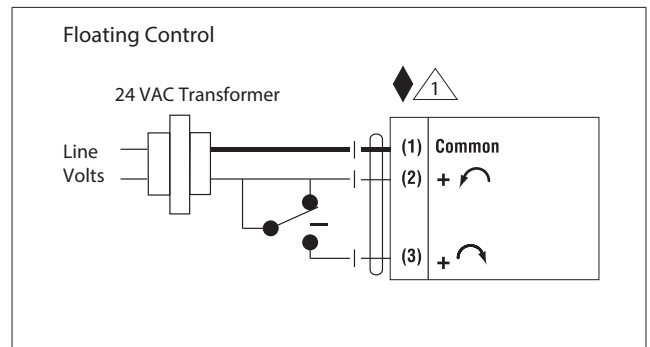 Floating Control
24 VAC Transformer
1
Line
Volts
(1) Common
(2) +
(3) +